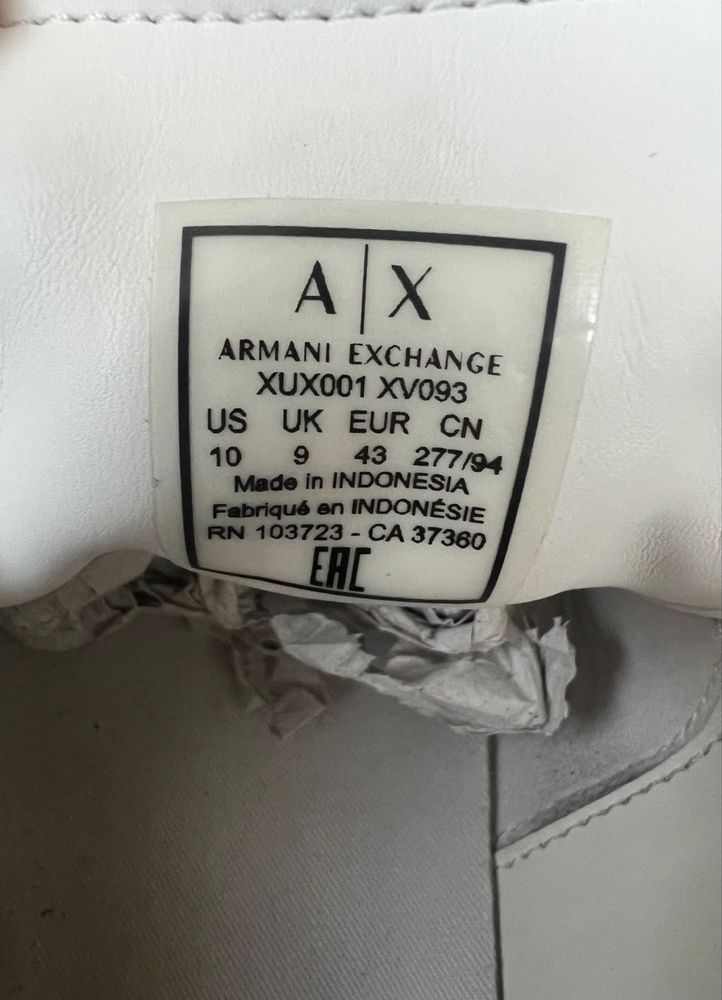 A|X
ARMANI EXCHANGE
XUX001 XV093
US UK EUR CN
10 9 43 277/94
Made in INDONESIA
Fabriqué en INDONÉSIE
RN 103723 - CA 37360
EAC